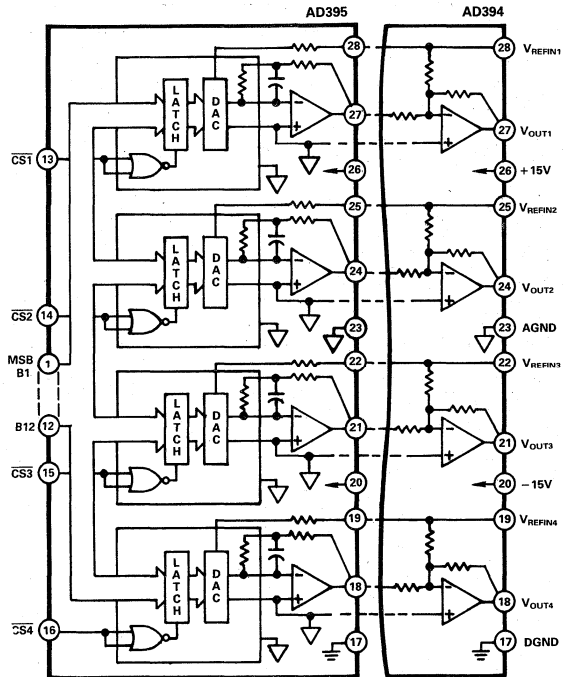 AD395 AD394
28 28 VREFIN1
LATCH DAC
27 27 VOUT1
CS1 13
26 26 +15V
25 25 VREFIN2
LATCH DAC
24 24 VOUT2
CS2 14
23 23 AGND
MSB B1 1
22 22 VREFIN3
LATCH DAC
B12 12
21 21 VOUT3
CS3 15
20 20 −15V
19 19 VREFIN4
LATCH DAC
18 18 VOUT4
CS4 16
17 17 DGND